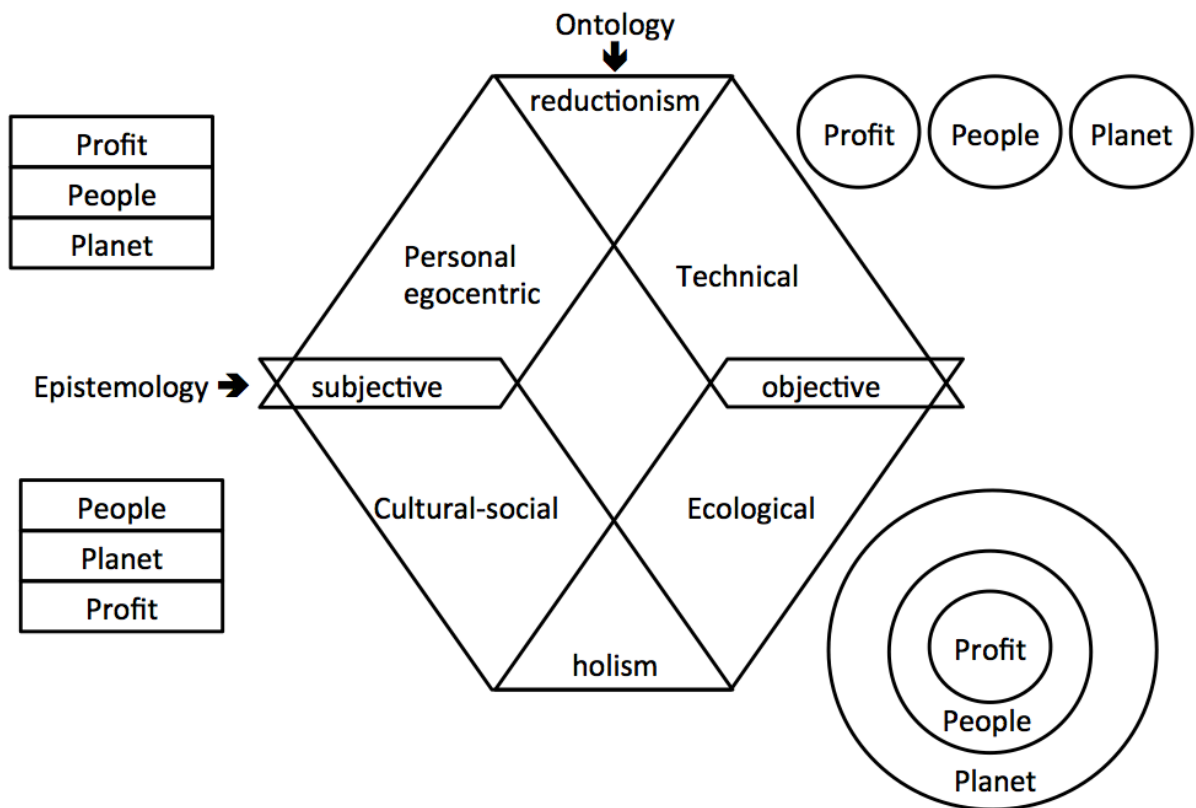 Ontology
reductionism
Profit
People
Planet
Profit
People
Planet
Personal
egocentric
Technical
Epistemology
subjective
objective
People
Planet
Profit
Cultural-social
Ecological
holism
Profit
People
Planet